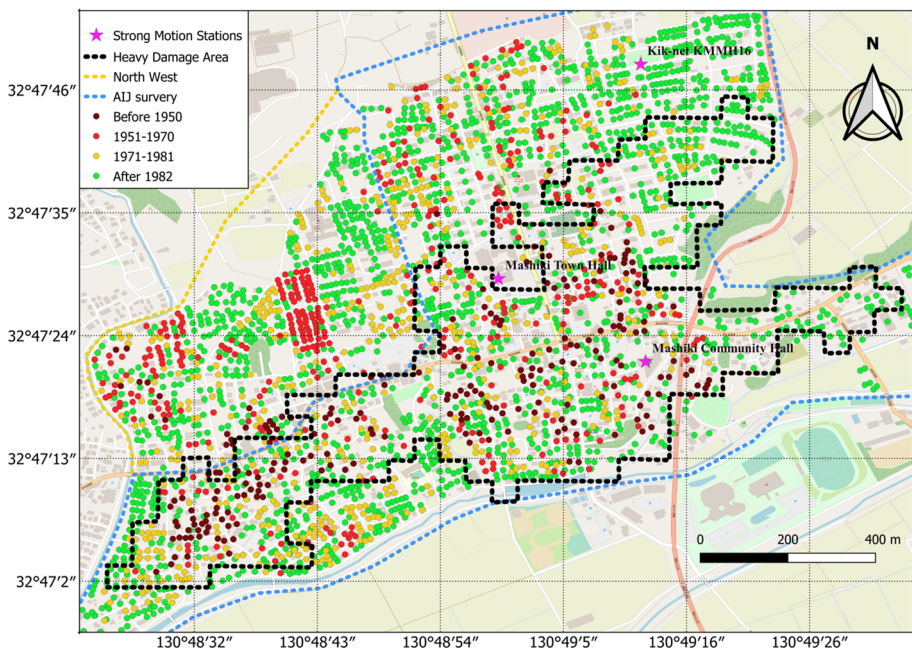 Strong Motion Stations
Heavy Damage Area
North West
AIJ survery
Before 1950
1951-1970
1971-1981
After 1982
Kik-net KMMH16
N
32°47′46″
32°47′35″
Mashiki Town Hall
32°47′24″
Mashiki Community Hall
32°47′13″
0 200 400 m
32°47′2″
130°48′32″ 130°48′43″ 130°48′54″ 130°49′5″ 130°49′16″ 130°49′26″